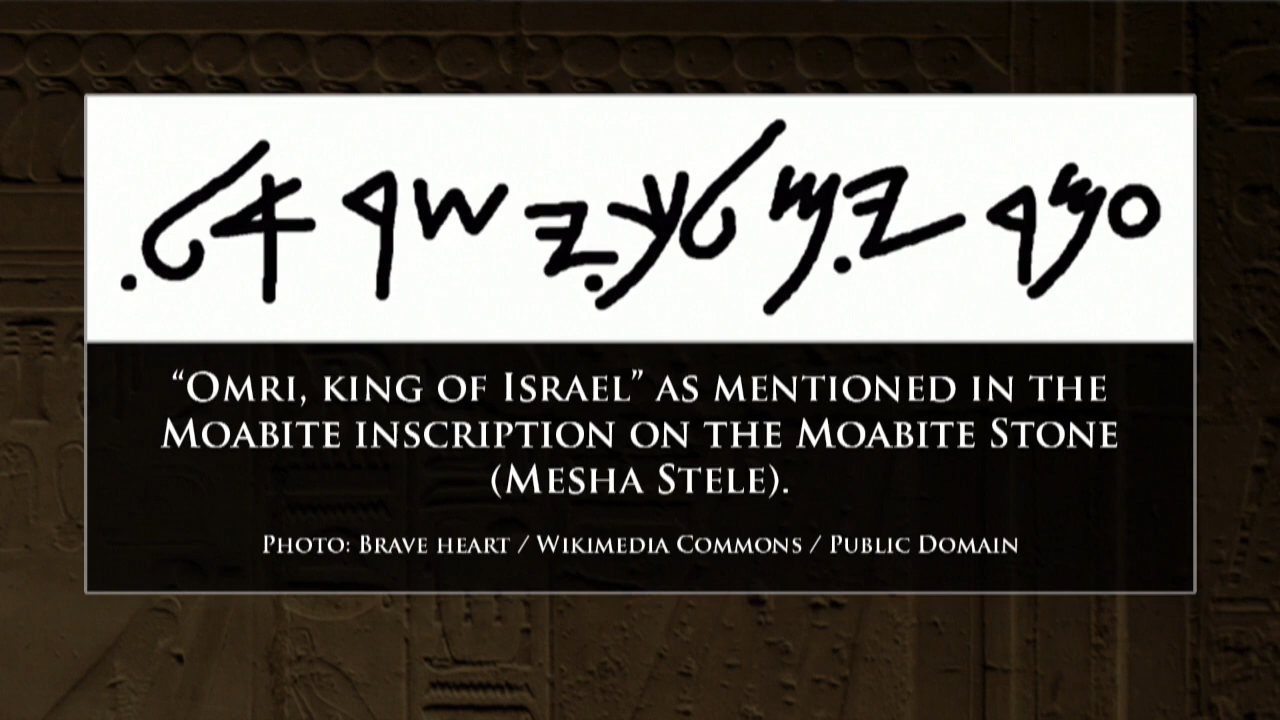 𐤏𐤌𐤓𐤉.𐤌𐤋𐤊.𐤉𐤔𐤓𐤀𐤋.
“Omri, king of Israel” as mentioned in the
Moabite inscription on the Moabite Stone
(Mesha Stele).
Photo: Brave heart / Wikimedia Commons / Public Domain